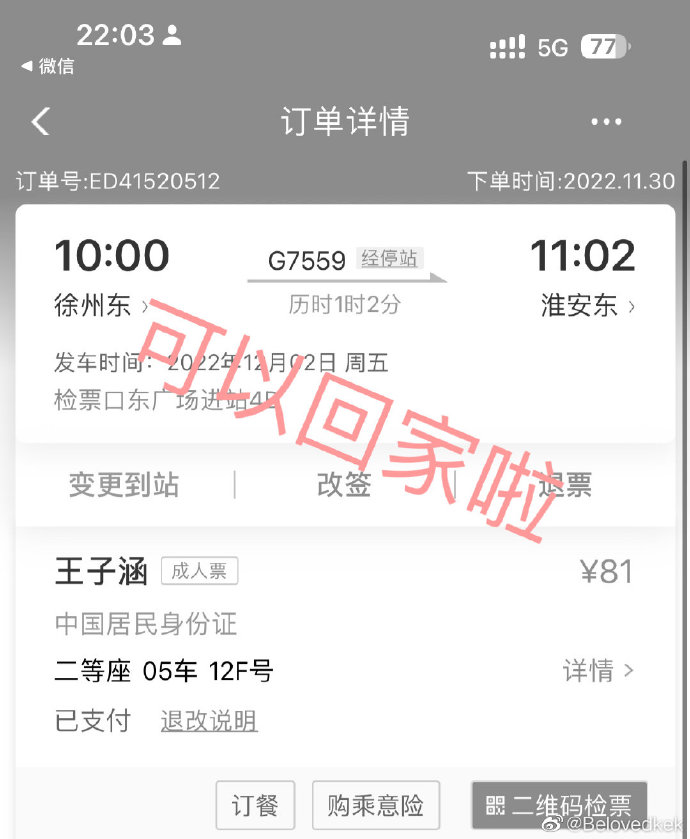 22:03
5G 77
微信
订单详情
订单号:ED41520512 下单时间:2022.11.30
10:00 G7559 经停站 11:02
徐州东 历时1时2分 淮安东
发车时间：2022年12月02日 周五
检票口东广场进站4B
可以回家啦
变更到站 改签 退票
王子涵 成人票 ¥81
中国居民身份证
二等座 05车 12F号 详情
已支付 退改说明
订餐 购乘意险 二维码检票
@Belovedkek